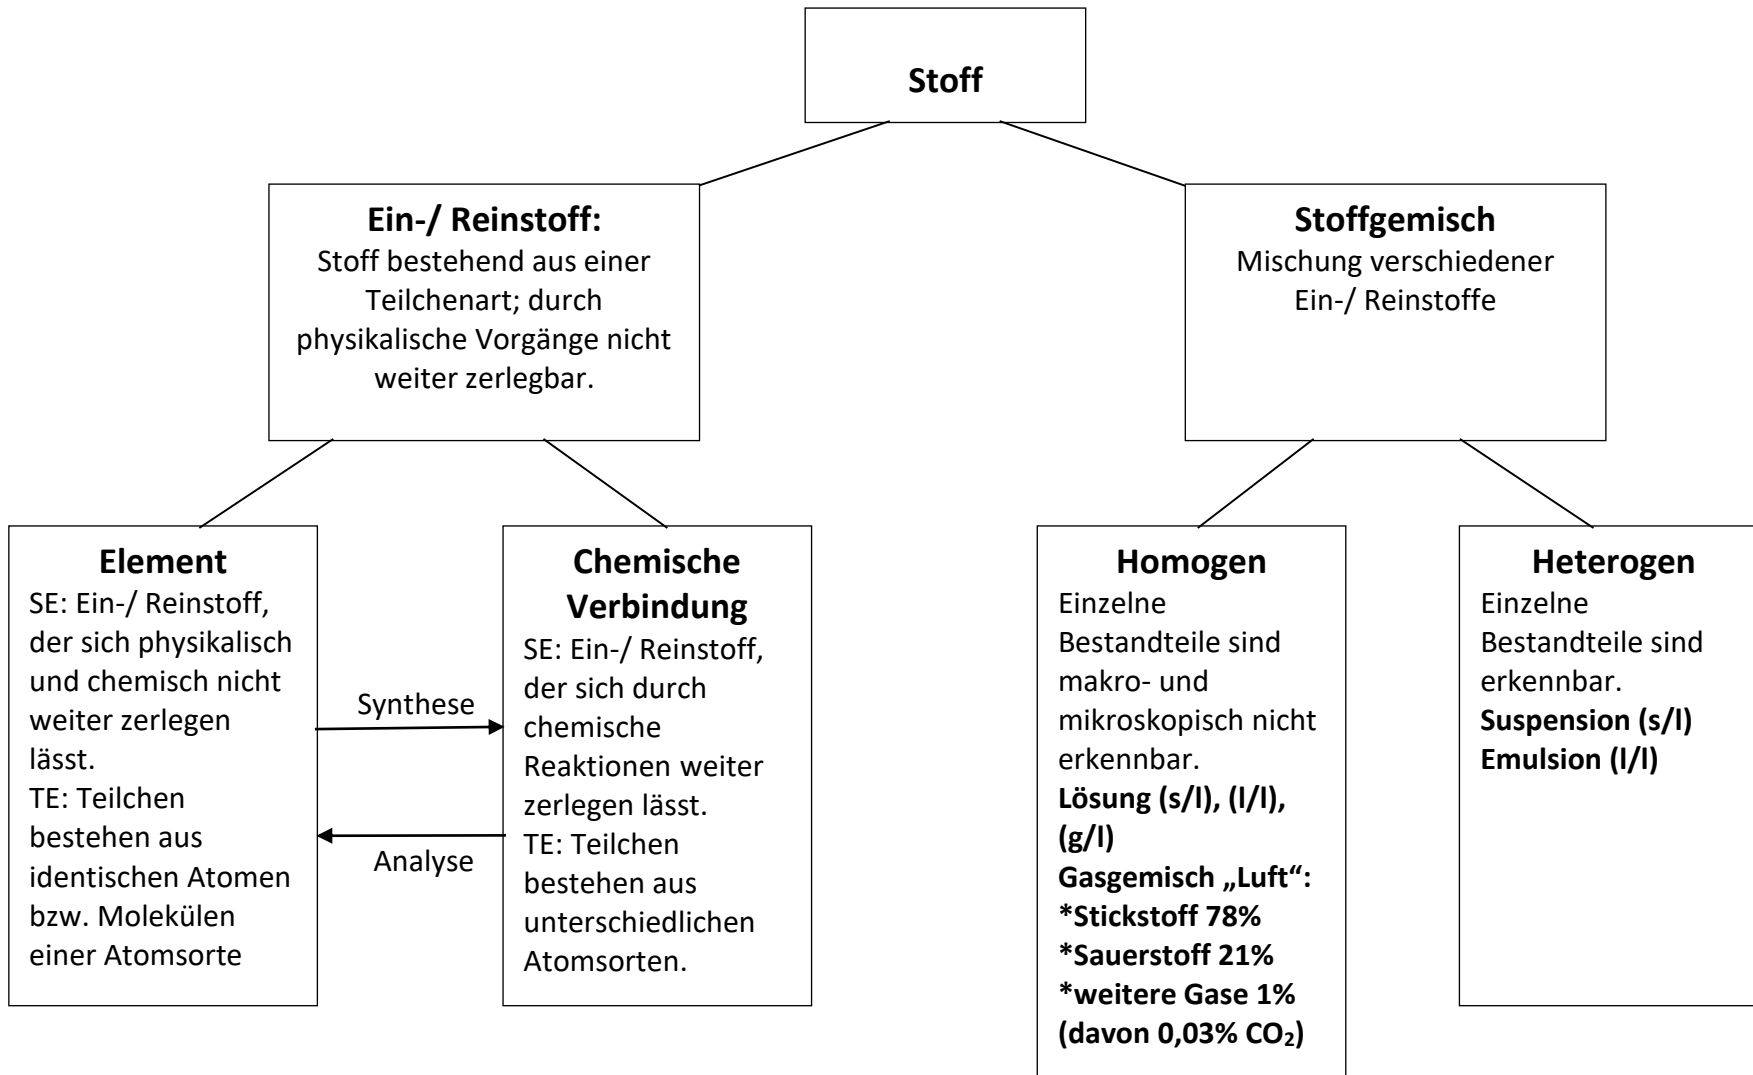 Stoff
Ein-/ Reinstoff:
Stoff bestehend aus einer
Teilchenart; durch
physikalische Vorgänge nicht
weiter zerlegbar.
Stoffgemisch
Mischung verschiedener
Ein-/ Reinstoffe
Element
SE: Ein-/ Reinstoff,
der sich physikalisch
und chemisch nicht
weiter zerlegen
lässt.
TE: Teilchen
bestehen aus
identischen Atomen
bzw. Molekülen
einer Atomsorte
Synthese
Analyse
Chemische
Verbindung
SE: Ein-/ Reinstoff,
der sich durch
chemische
Reaktionen weiter
zerlegen lässt.
TE: Teilchen
bestehen aus
unterschiedlichen
Atomsorten.
Homogen
Einzelne
Bestandteile sind
makro- und
mikroskopisch nicht
erkennbar.
Lösung (s/l), (l/l),
(g/l)
Gasgemisch „Luft“:
*Stickstoff 78%
*Sauerstoff 21%
*weitere Gase 1%
(davon 0,03% CO₂)
Heterogen
Einzelne
Bestandteile sind
erkennbar.
Suspension (s/l)
Emulsion (l/l)